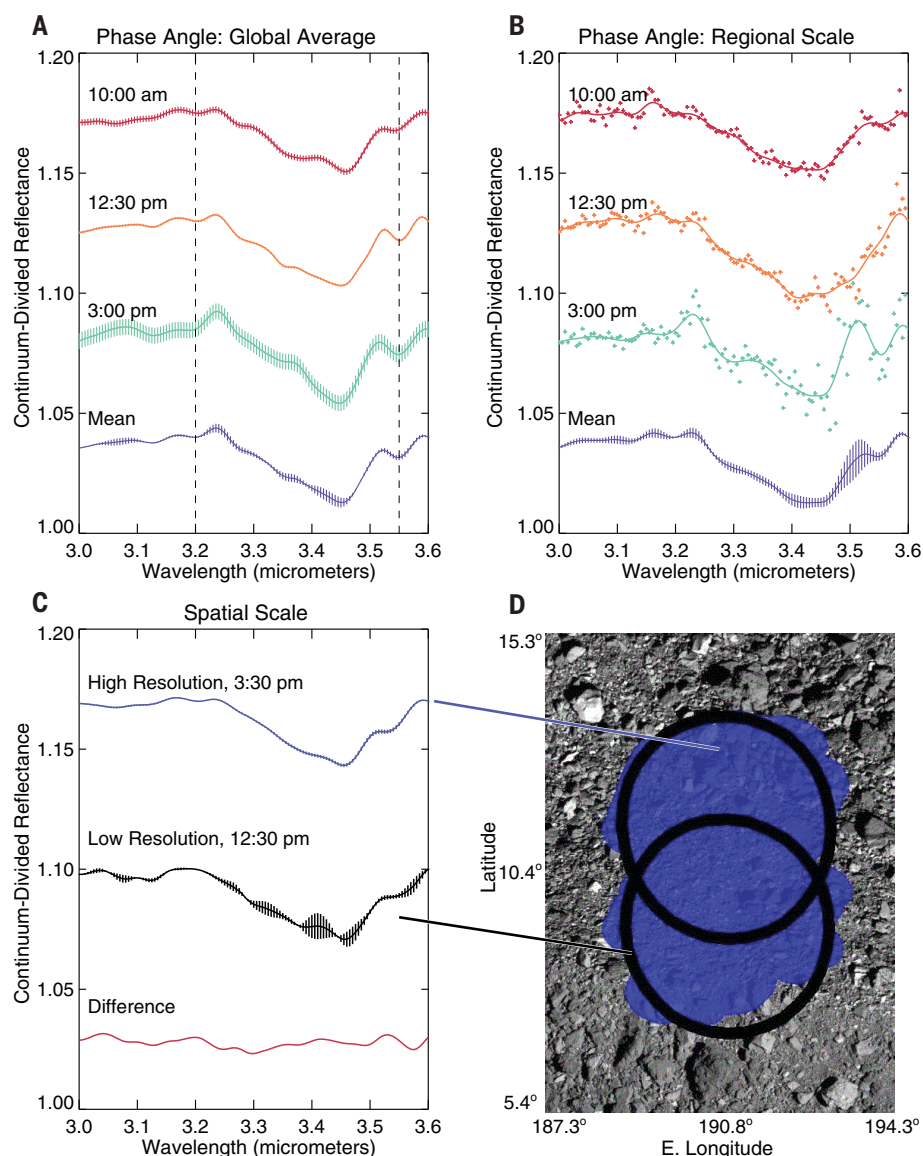 A
Phase Angle: Global Average
1.20
1.15
1.10
1.05
1.00
Continuum-Divided Reflectance
10:00 am
12:30 pm
3:00 pm
Mean
3.0 3.1 3.2 3.3 3.4 3.5 3.6
Wavelength (micrometers)
B
Phase Angle: Regional Scale
1.20
1.15
1.10
1.05
1.00
Continuum-Divided Reflectance
10:00 am
12:30 pm
3:00 pm
Mean
3.0 3.1 3.2 3.3 3.4 3.5 3.6
Wavelength (micrometers)
C
Spatial Scale
1.20
1.15
1.10
1.05
1.00
Continuum-Divided Reflectance
High Resolution, 3:30 pm
Low Resolution, 12:30 pm
Difference
3.0 3.1 3.2 3.3 3.4 3.5 3.6
Wavelength (micrometers)
D
15.3°
10.4°
5.4°
Latitude
187.3° 190.8° 194.3°
E. Longitude